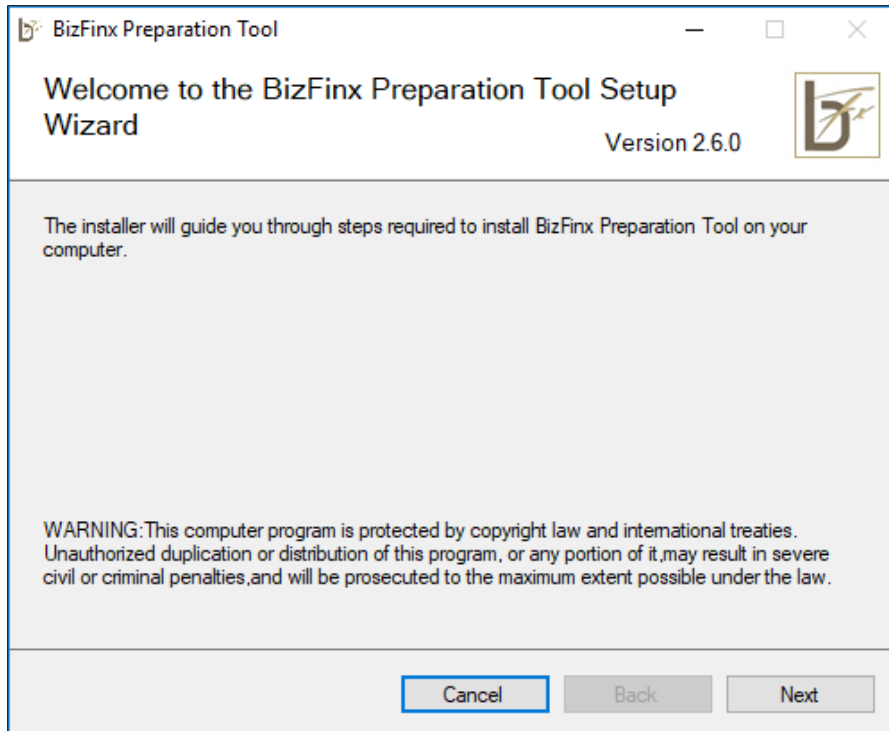 BizFinx Preparation Tool
Welcome to the BizFinx Preparation Tool Setup
Wizard
Version 2.6.0
The installer will guide you through steps required to install BizFinx Preparation Tool on your
computer.
WARNING:This computer program is protected by copyright law and international treaties.
Unauthorized duplication or distribution of this program, or any portion of it,may result in severe
civil or criminal penalties,and will be prosecuted to the maximum extent possible under the law.
Cancel
Back
Next